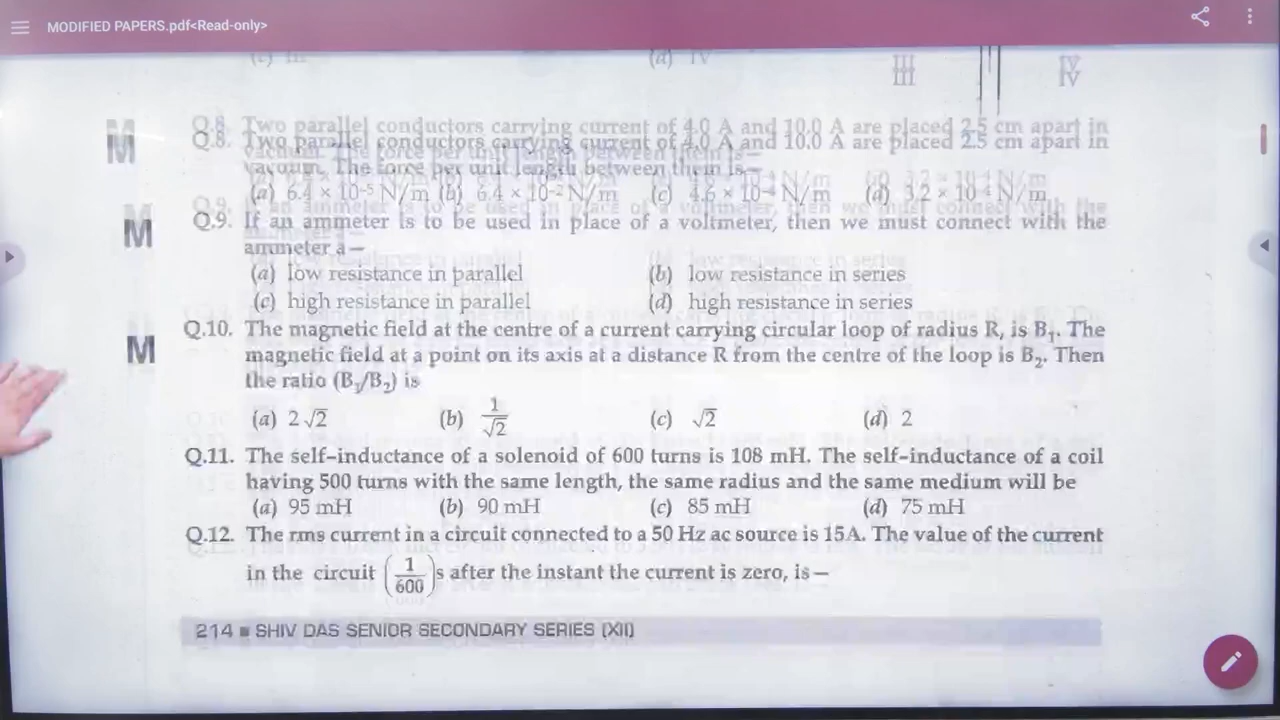 MODIFIED PAPERS.pdf<Read-only>
(c) III (d) IV III IV
M Q.8. Two parallel conductors carrying current of 4.0 A and 10.0 A are placed 2.5 cm apart in
vacuum. The force per unit length between them is—
(a) 6.4 × 10-5 N/m (b) 6.4 × 10-2 N/m (c) 4.6 × 10-4 N/m (d) 3.2 × 10-4 N/m
M Q.9. If an ammeter is to be used in place of a voltmeter, then we must connect with the
ammeter a—
(a) low resistance in parallel (b) low resistance in series
(c) high resistance in parallel (d) high resistance in series
M Q.10. The magnetic field at the centre of a current carrying circular loop of radius R, is B1. The
magnetic field at a point on its axis at a distance R from the centre of the loop is B2. Then
the ratio (B1/B2) is
(a) 2√2 (b) 1/√2 (c) √2 (d) 2
Q.11. The self-inductance of a solenoid of 600 turns is 108 mH. The self-inductance of a coil
having 500 turns with the same length, the same radius and the same medium will be
(a) 95 mH (b) 90 mH (c) 85 mH (d) 75 mH
Q.12. The rms current in a circuit connected to a 50 Hz ac source is 15A. The value of the current
in the circuit (1/600)s after the instant the current is zero, is—
214 ■ SHIV DAS SENIOR SECONDARY SERIES (XII)